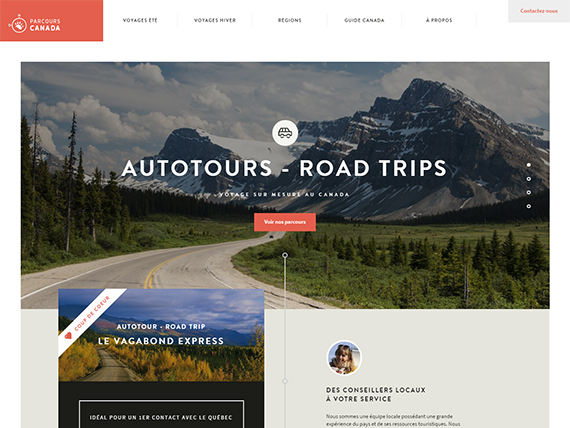 PARCOURS
CANADA
VOYAGES ÉTÉ
VOYAGES HIVER
RÉGIONS
GUIDE CANADA
À PROPOS
Contactez-nous
AUTOTOURS - ROAD TRIPS
VOYAGE SUR MESURE AU CANADA
Voir nos parcours
COUP DE COEUR
AUTOTOUR - ROAD TRIP
LE VAGABOND EXPRESS
IDÉAL POUR UN 1ER CONTACT AVEC LE QUÉBEC
DES CONSEILLERS LOCAUX
À VOTRE SERVICE
Nous sommes une équipe locale possédant une grande
expérience du pays et de ses ressources touristiques. Nous